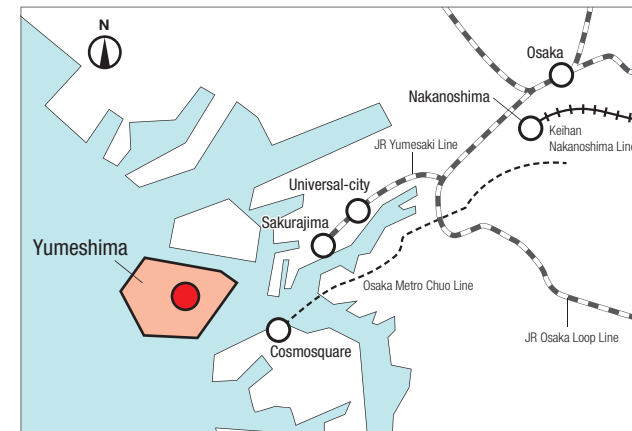 N
Osaka
Nakanoshima
Keihan
Nakanoshima Line
JR Yumesaki Line
Universal-city
Sakurajima
Yumeshima
Osaka Metro Chuo Line
JR Osaka Loop Line
Cosmosquare